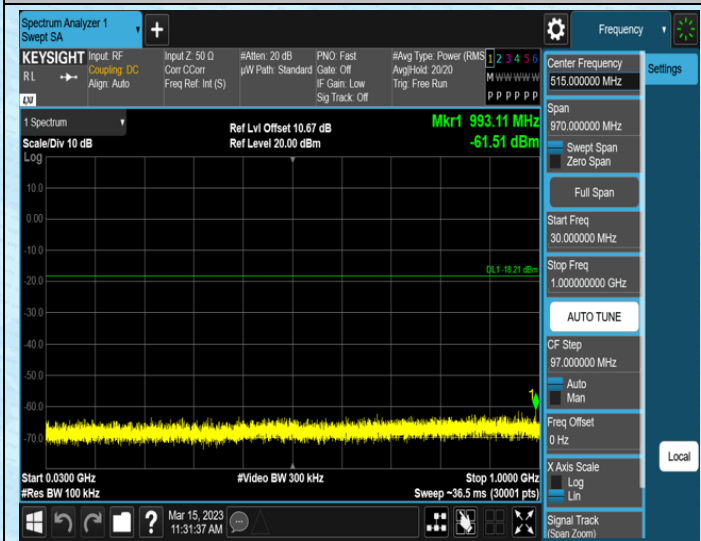 Spectrum Analyzer 1
Swept SA
+
Frequency
KEYSIGHT
RL
Input: RF
Coupling: DC
Align: Auto
Input Z: 50 Ω
Corr CCorr
Freq Ref: Int (S)
#Atten: 20 dB
µW Path: Standard
PNO: Fast
Gate: Off
IF Gain: Low
Sig Track: Off
#Avg Type: Power (RMS
Avg|Hold: 20/20
Trig: Free Run
1 2 3 4 5 6
M W W W W W
P P P P P P
1 Spectrum
Scale/Div 10 dB
Log
Ref Lvl Offset 10.67 dB
Ref Level 20.00 dBm
Mkr1 993.11 MHz
-61.51 dBm
10.0
0.00
-10.0
-20.0
-30.0
-40.0
-50.0
-60.0
-70.0
DL1 -18.21 dBm
1
Start 0.0300 GHz
#Res BW 100 kHz
#Video BW 300 kHz
Stop 1.0000 GHz
Sweep ~36.5 ms (30001 pts)
?
Mar 15, 2023
11:31:37 AM
Center Frequency
515.000000 MHz
Span
970.000000 MHz
Swept Span
Zero Span
Full Span
Start Freq
30.000000 MHz
Stop Freq
1.000000000 GHz
AUTO TUNE
CF Step
97.000000 MHz
Auto
Man
Freq Offset
0 Hz
X Axis Scale
Log
Lin
Signal Track
(Span Zoom)
Settings
Local